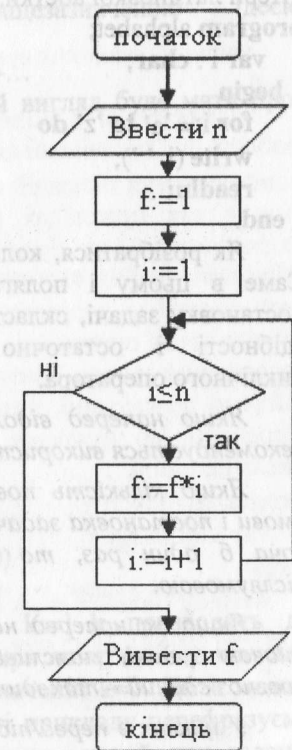 початок
Ввести n
f:=1
i:=1
i≤n
ні
так
f:=f*i
i:=i+1
Вивести f
кінець